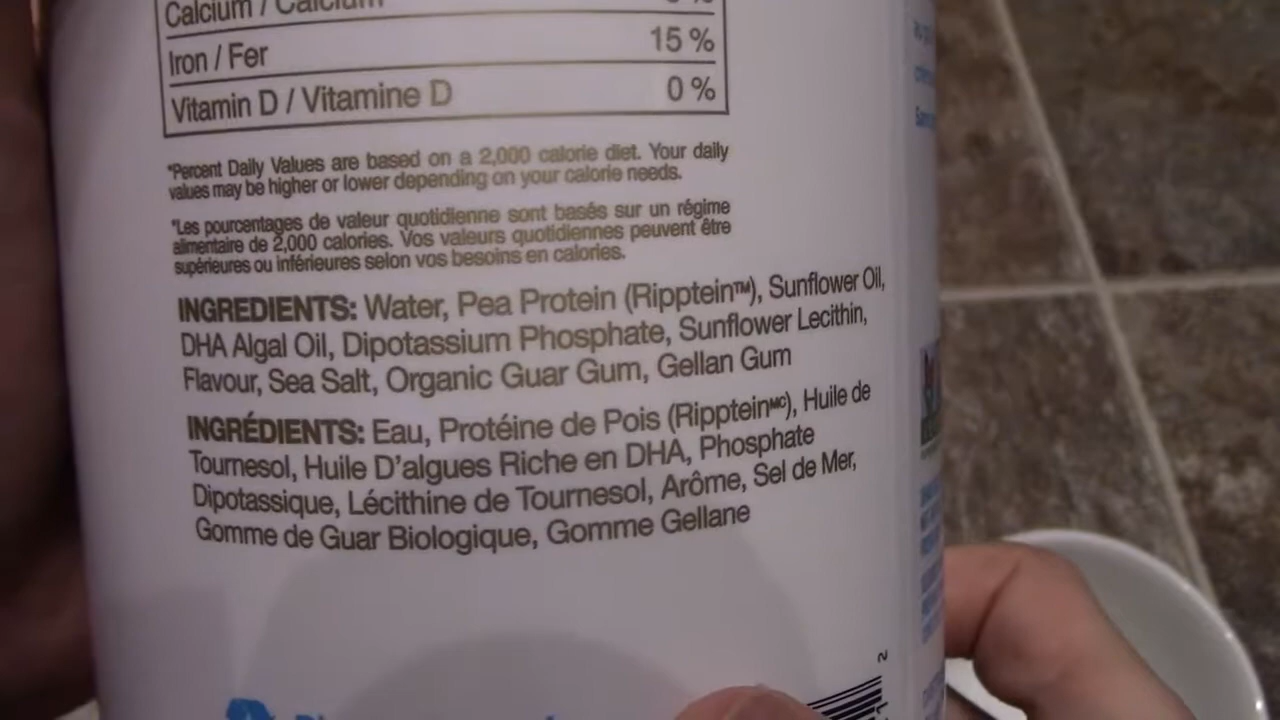 Calcium / Calcium
Iron / Fer 15 %
Vitamin D / Vitamine D 0 %
*Percent Daily Values are based on a 2,000 calorie diet. Your daily
values may be higher or lower depending on your calorie needs.
*Les pourcentages de valeur quotidienne sont basés sur un régime
alimentaire de 2,000 calories. Vos valeurs quotidiennes peuvent être
supérieures ou inférieures selon vos besoins en calories.
INGREDIENTS: Water, Pea Protein (Ripptein™), Sunflower Oil,
DHA Algal Oil, Dipotassium Phosphate, Sunflower Lecithin,
Flavour, Sea Salt, Organic Guar Gum, Gellan Gum
INGRÉDIENTS: Eau, Protéine de Pois (Rippteinᴹᶜ), Huile de
Tournesol, Huile D’algues Riche en DHA, Phosphate
Dipotassique, Lécithine de Tournesol, Arôme, Sel de Mer,
Gomme de Guar Biologique, Gomme Gellane
2